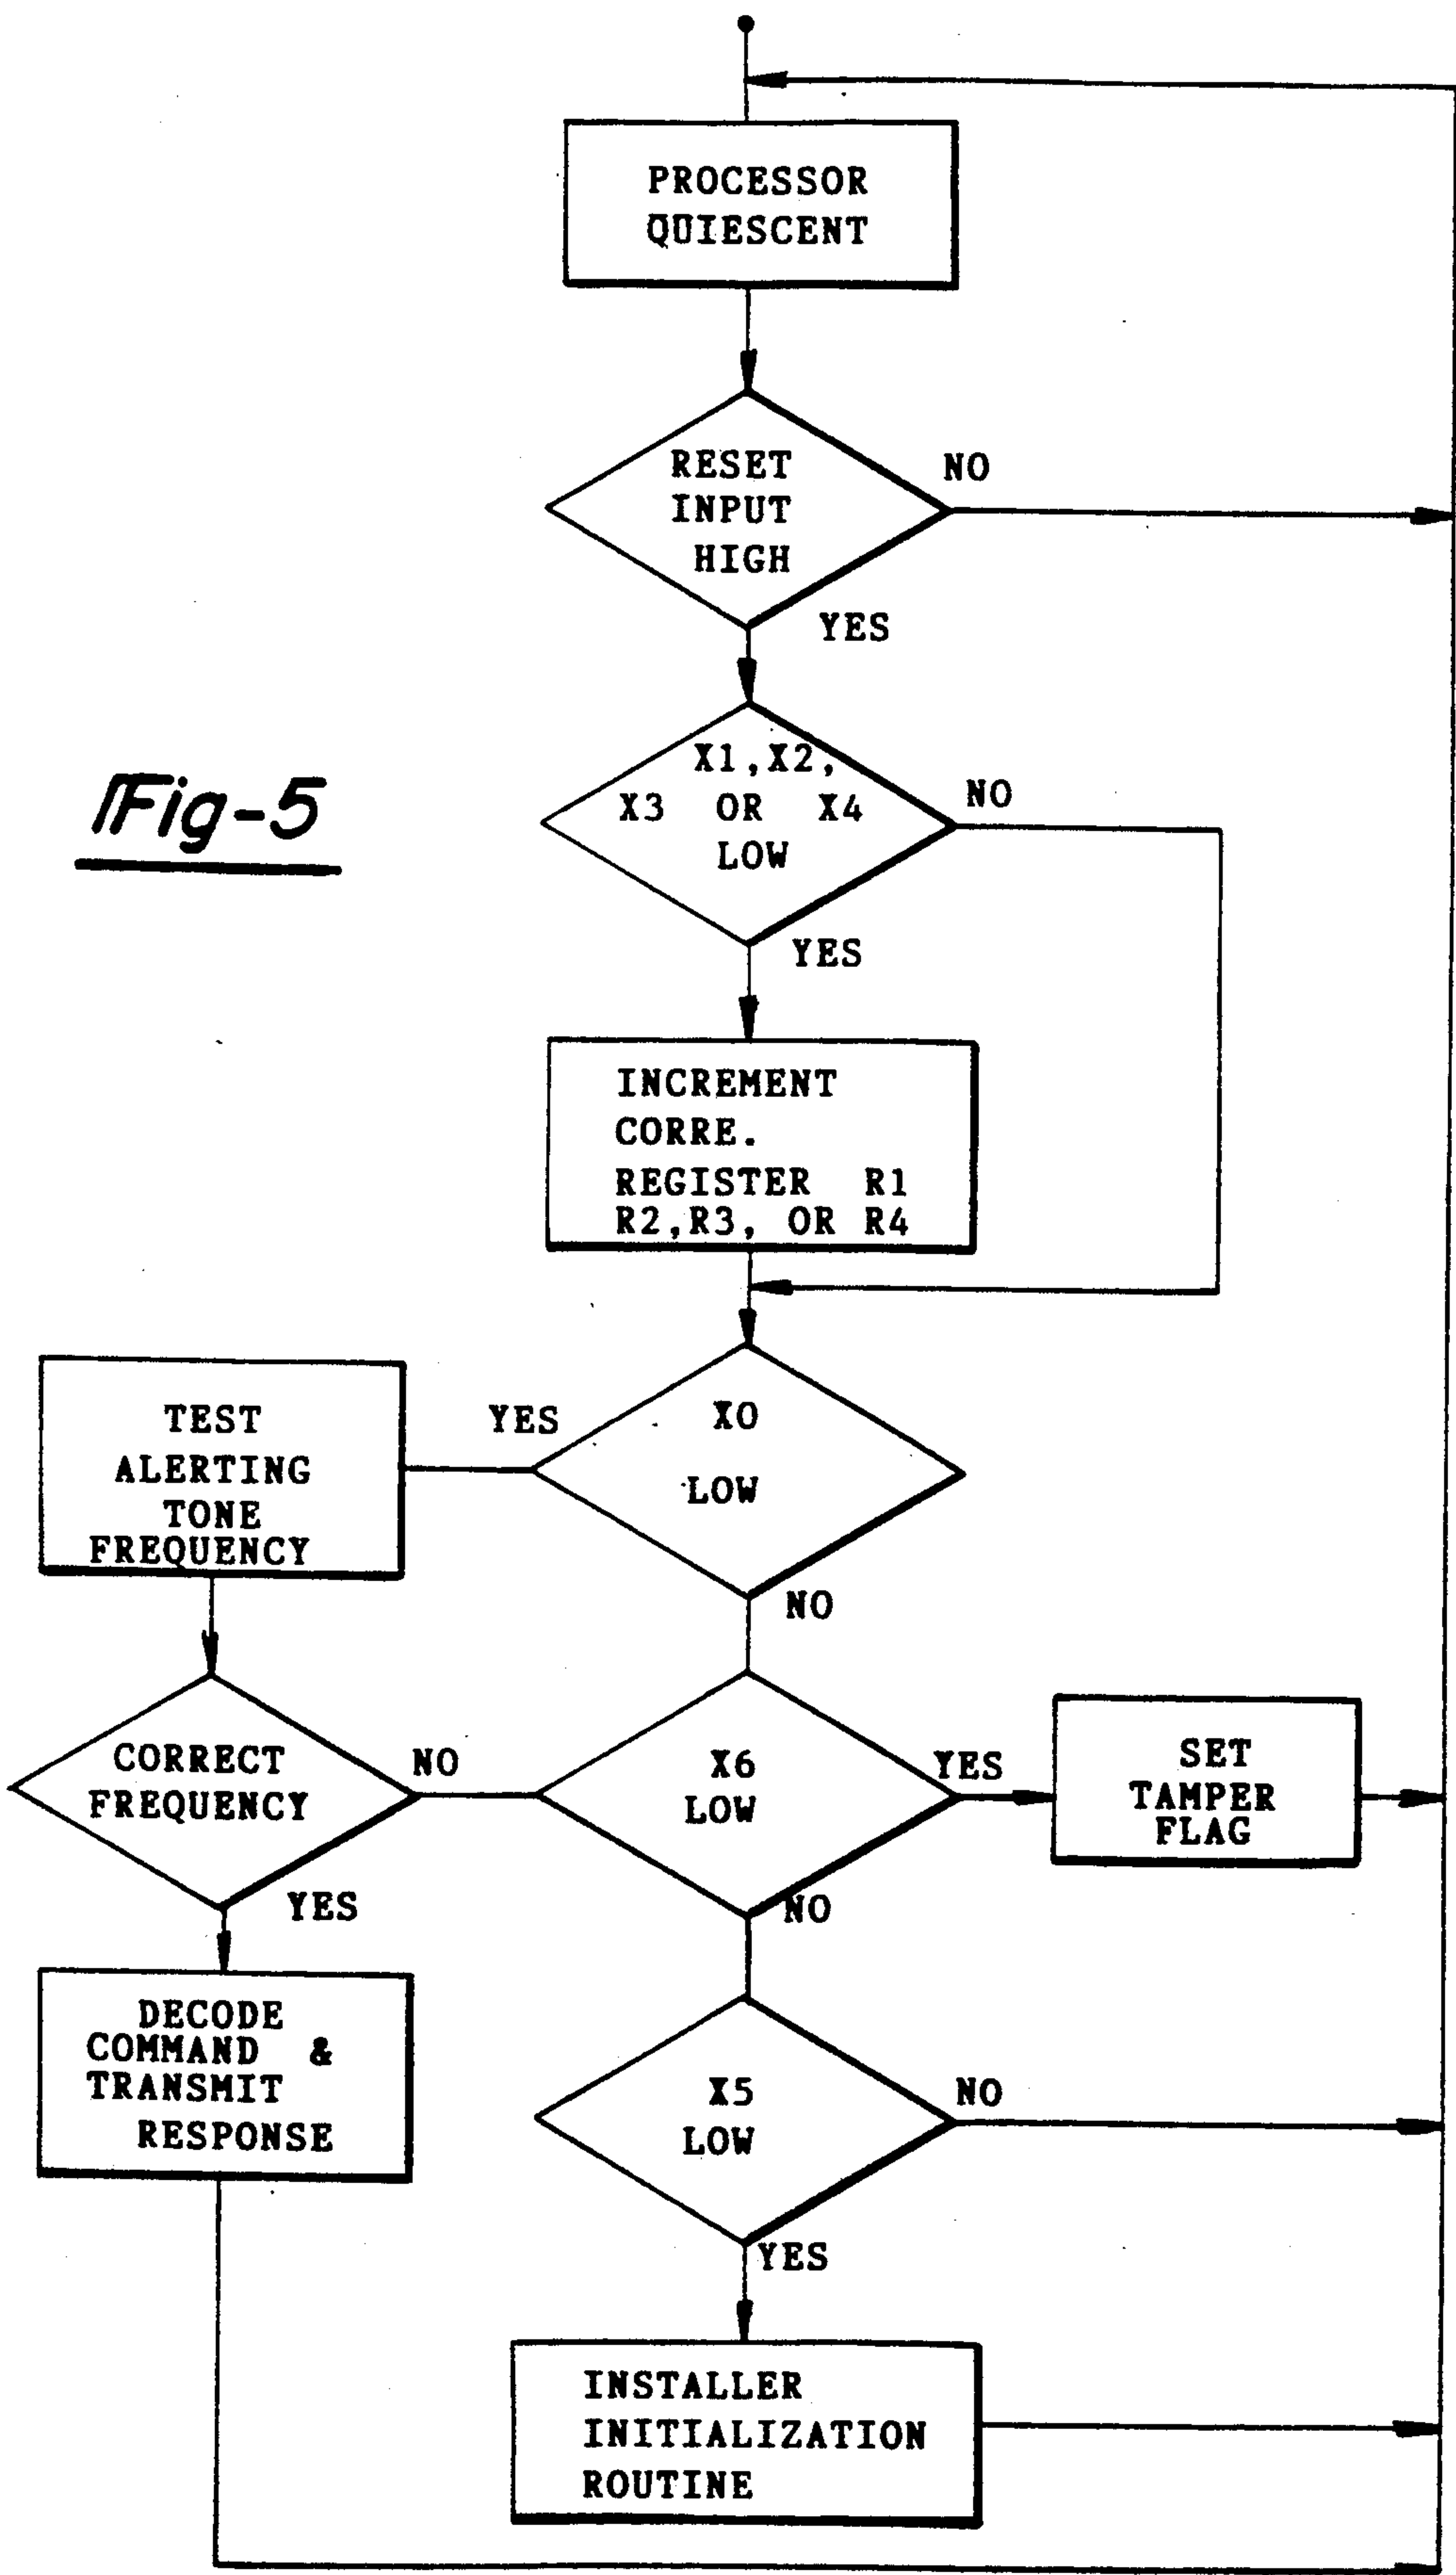 PROCESSOR
QUIESCENT
RESET
INPUT
HIGH
NO
YES
Fig-5
X1,X2,
X3 OR X4
LOW
NO
YES
INCREMENT
CORRE.
REGISTER R1
R2,R3, OR R4
X0
LOW
YES
NO
TEST
ALERTING
TONE
FREQUENCY
CORRECT
FREQUENCY
NO
YES
X6
LOW
YES
NO
SET
TAMPER
FLAG
DECODE
COMMAND &
TRANSMIT
RESPONSE
X5
LOW
NO
YES
INSTALLER
INITIALIZATION
ROUTINE